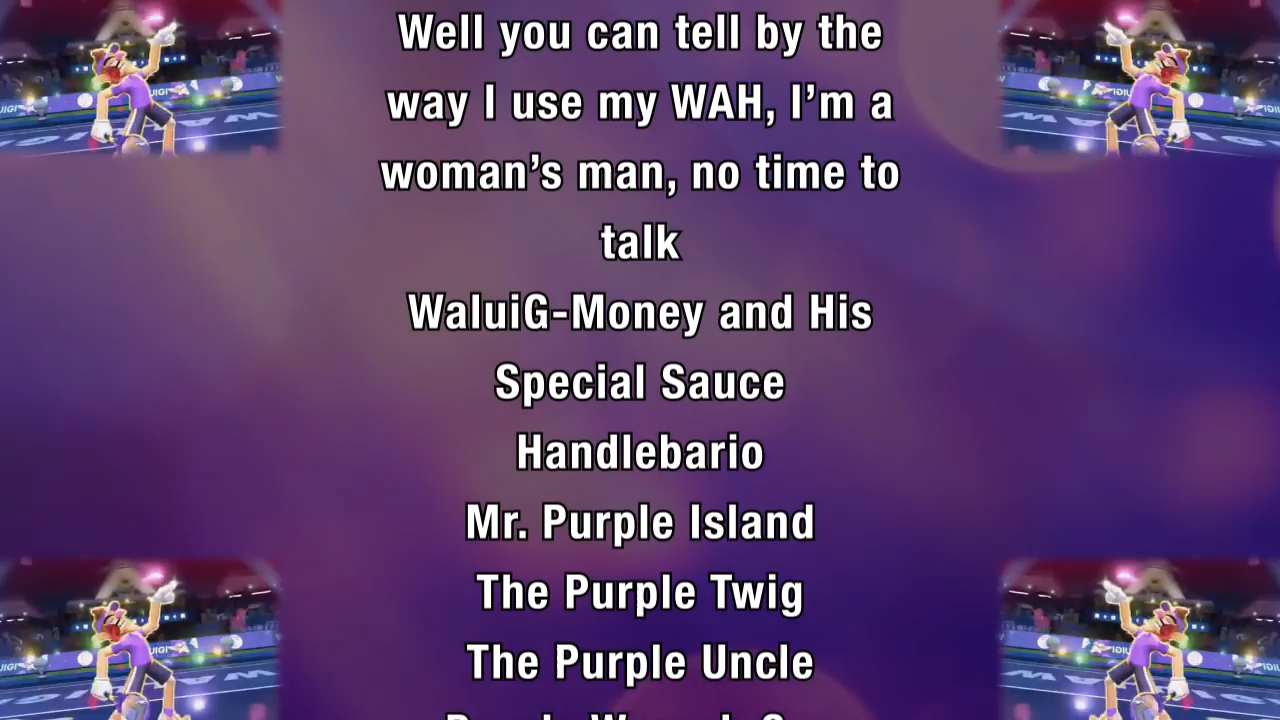 Well you can tell by the
way I use my WAH, I’m a
woman’s man, no time to
talk
WaluiG-Money and His
Special Sauce
Handlebario
Mr. Purple Island
The Purple Twig
The Purple Uncle